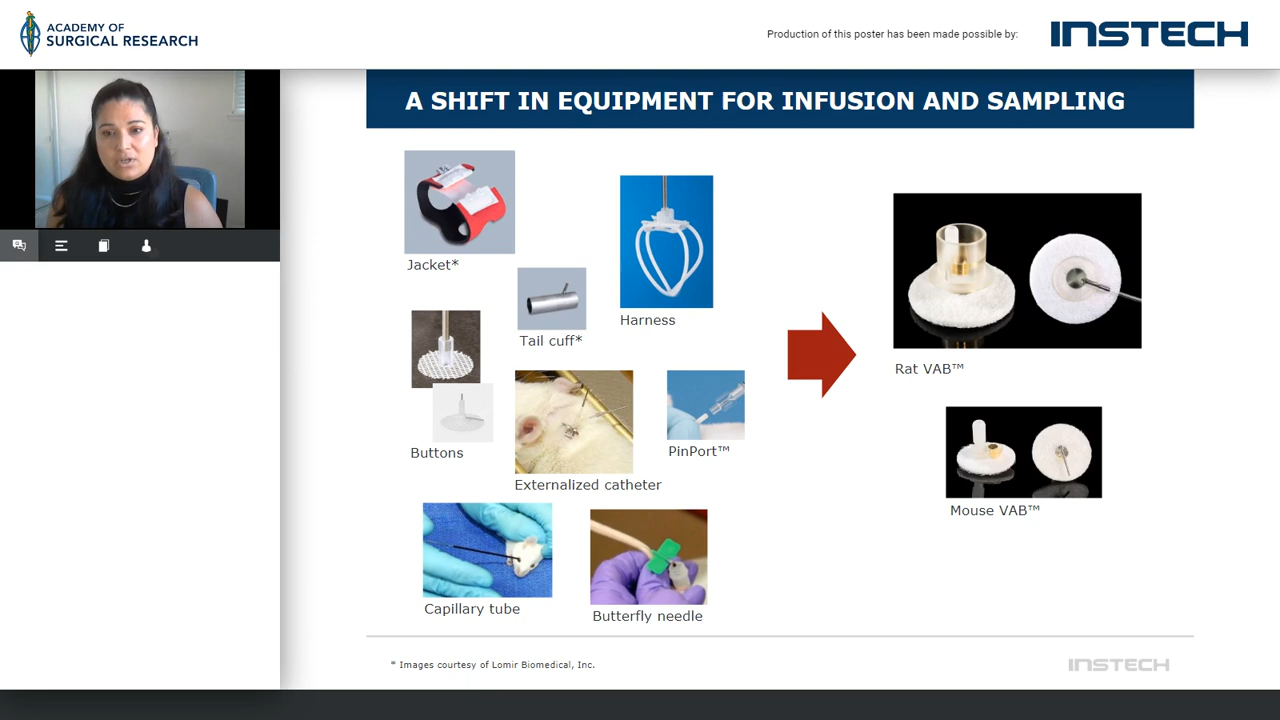 ACADEMY OF
SURGICAL RESEARCH
Production of this poster has been made possible by:
INSTECH
A SHIFT IN EQUIPMENT FOR INFUSION AND SAMPLING
Jacket*
Tail cuff*
Harness
Buttons
Externalized catheter
PinPort™
Capillary tube
Butterfly needle
Rat VAB™
Mouse VAB™
* Images courtesy of Lomir Biomedical, Inc.
INSTECH